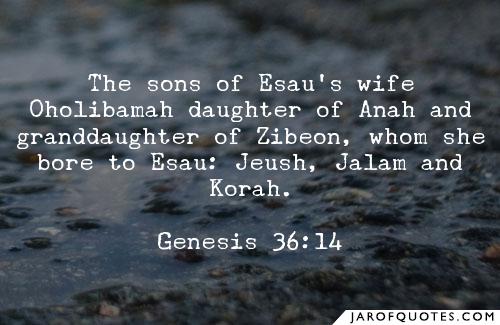 The sons of Esau's wife
Oholibamah daughter of Anah and
granddaughter of Zibeon, whom she
bore to Esau: Jeush, Jalam and
Korah.
Genesis 36:14
JAROFQUOTES.COM